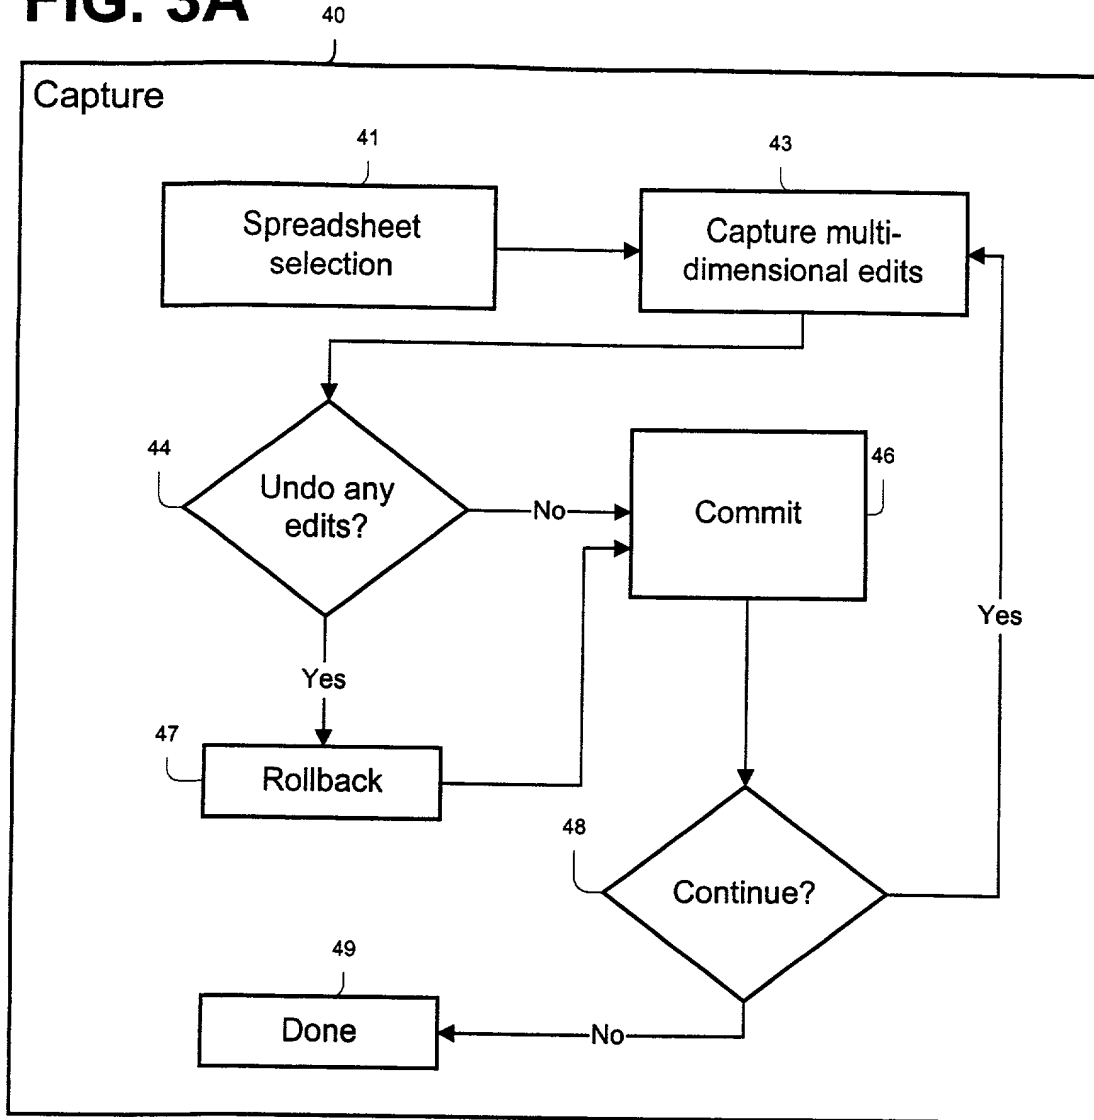 FIG. 3A
40
Capture
41
43
Spreadsheet
selection
Capture multi-
dimensional edits
44
Undo any
edits?
No
46
Commit
Yes
Yes
47
Rollback
48
Continue?
49
Done
No